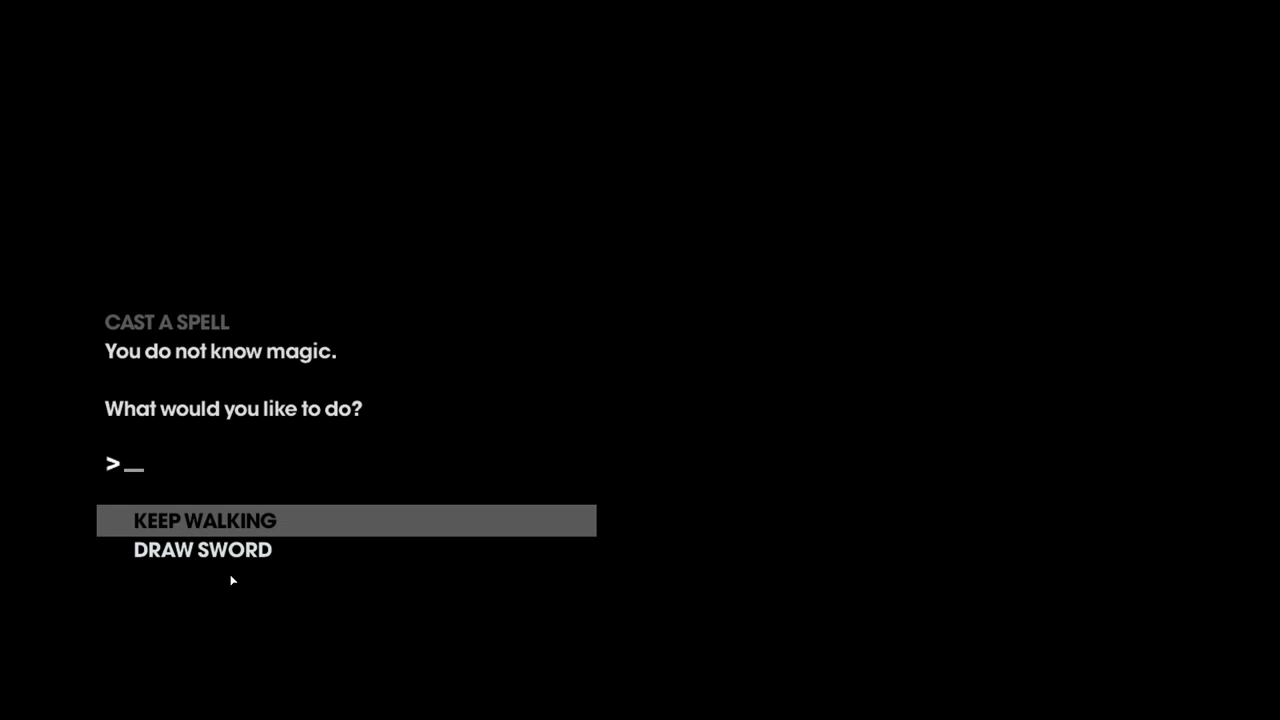 CAST A SPELL
You do not know magic.
What would you like to do?
>_
KEEP WALKING
DRAW SWORD